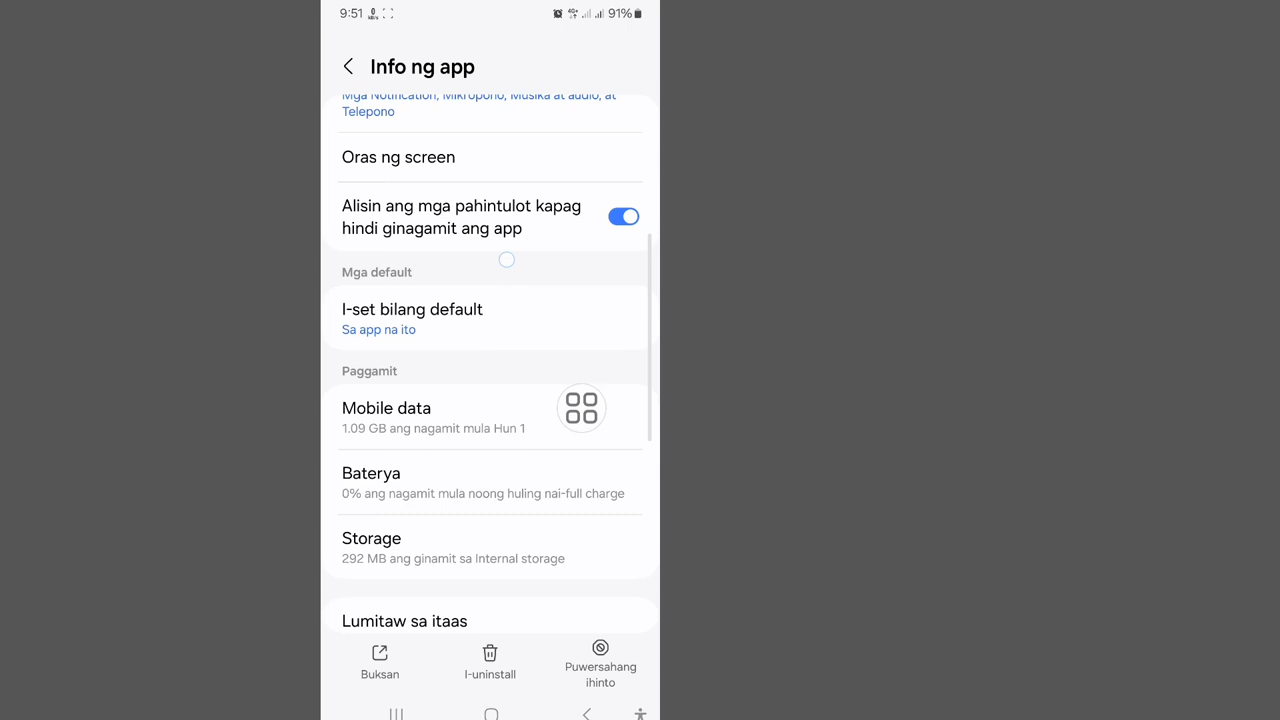 9:51 0 KB/s 4G+ 91%
Info ng app
Mga Notification, Mikropono, Musika at audio, at
Telepono
Oras ng screen
Alisin ang mga pahintulot kapag
hindi ginagamit ang app
Mga default
I-set bilang default
Sa app na ito
Paggamit
Mobile data
1.09 GB ang nagamit mula Hun 1
Baterya
0% ang nagamit mula noong huling nai-full charge
Storage
292 MB ang ginamit sa Internal storage
Lumitaw sa itaas
Buksan
I-uninstall
Puwersahang
ihinto